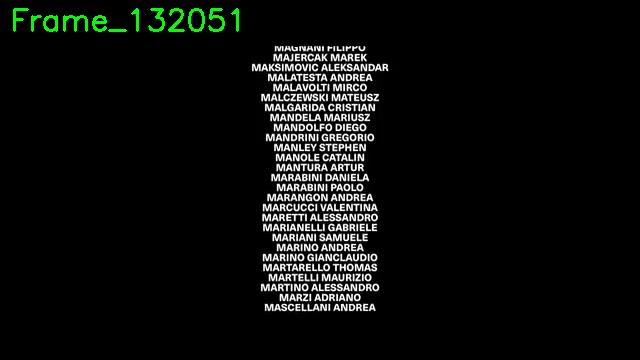 Frame_132051
MAGNANI FILIPPO
MAJERCAK MAREK
MAKSIMOVIC ALEKSANDAR
MALATESTA ANDREA
MALAVOLTI MIRCO
MALCZEWSKI MATEUSZ
MALGARIDA CRISTIAN
MANDELA MARIUSZ
MANDOLFO DIEGO
MANDRINI GREGORIO
MANLEY STEPHEN
MANOLE CATALIN
MANTURA ARTUR
MARABINI DANIELA
MARABINI PAOLO
MARANGON ANDREA
MARCUCCI VALENTINA
MARETTI ALESSANDRO
MARIANELLI GABRIELE
MARIANI SAMUELE
MARINO ANDREA
MARINO GIANCLAUDIO
MARTARELLO THOMAS
MARTELLI MAURIZIO
MARTINO ALESSANDRO
MARZI ADRIANO
MASCELLANI ANDREA